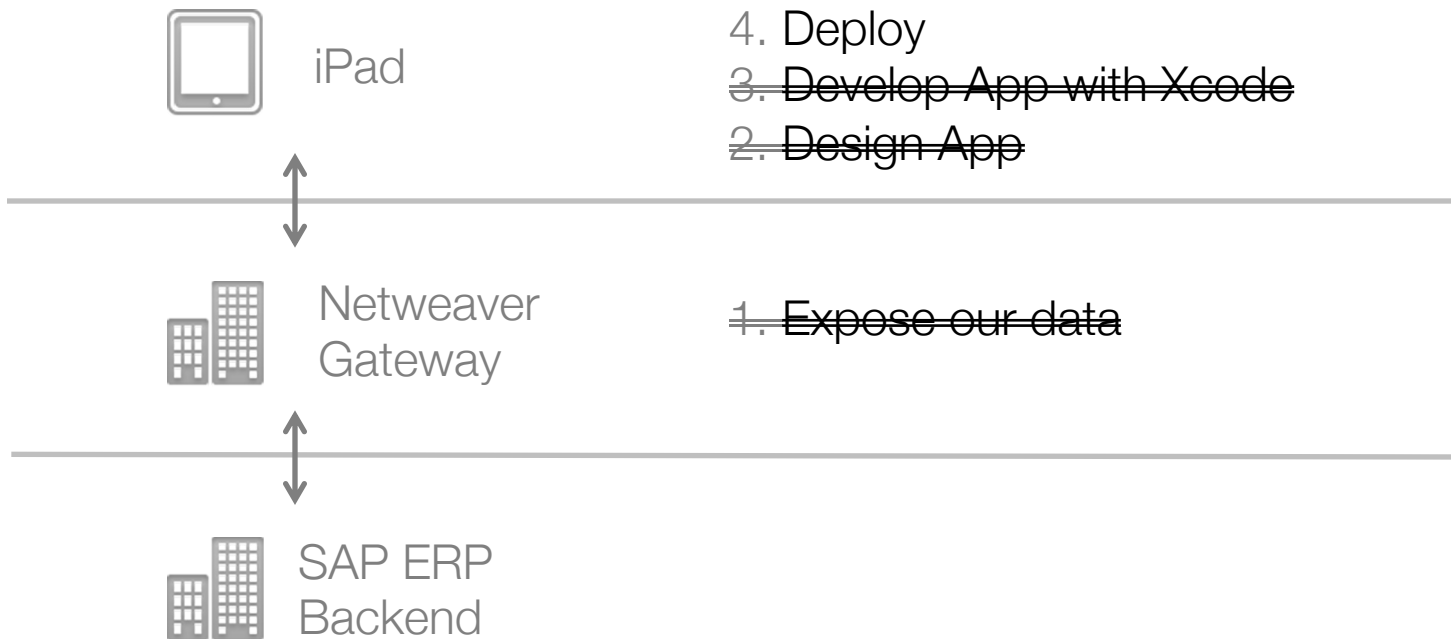 iPad
4. Deploy
3. Develop App with Xcode
2. Design App
Netweaver
Gateway
1. Expose our data
SAP ERP
Backend